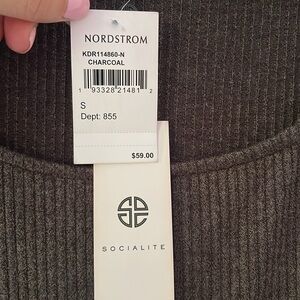 NORDSTROM
KDR114860-N
CHARCOAL
1 93328 21481 2
S
Dept: 855
$59.00
SOCIALITE